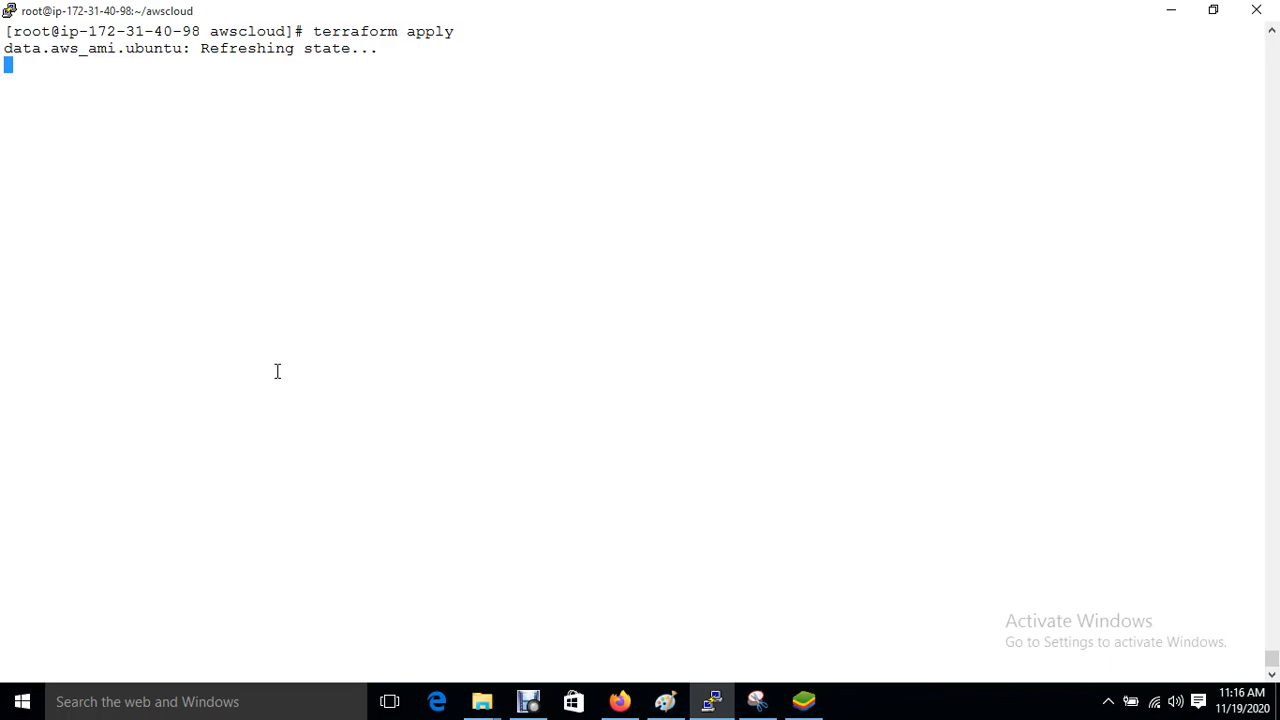 root@ip-172-31-40-98:~/awscloud
[root@ip-172-31-40-98 awscloud]# terraform apply
data.aws_ami.ubuntu: Refreshing state...
Activate Windows
Go to Settings to activate Windows.
Search the web and Windows
11:16 AM
11/19/2020